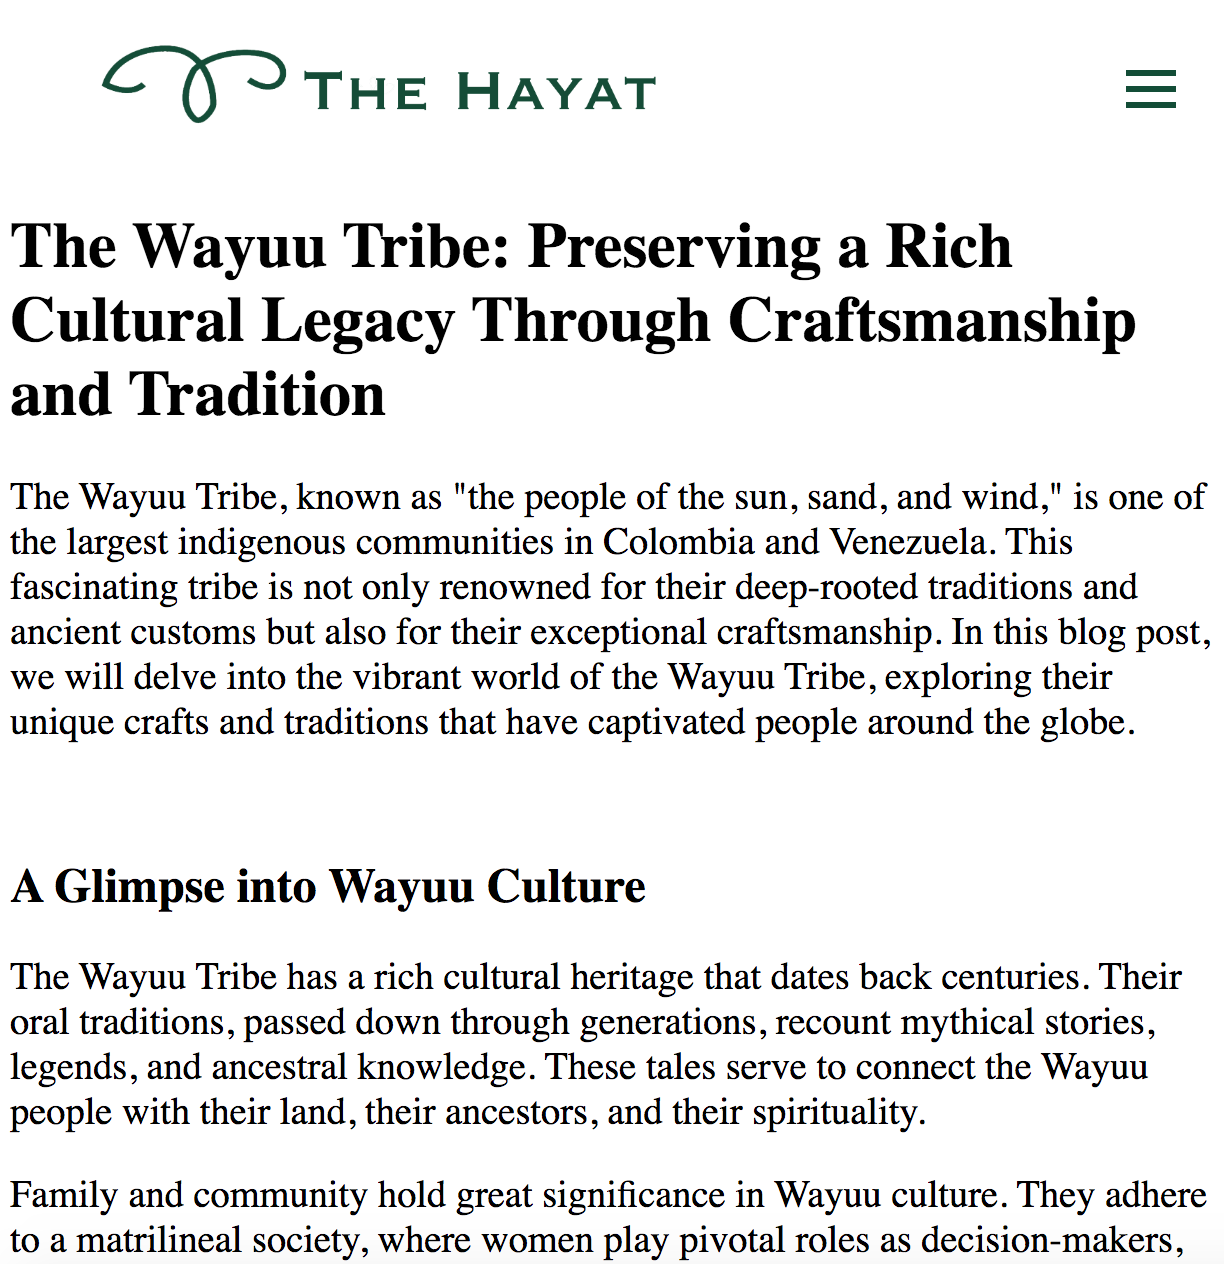 THE HAYAT
The Wayuu Tribe: Preserving a Rich
Cultural Legacy Through Craftsmanship
and Tradition
The Wayuu Tribe, known as "the people of the sun, sand, and wind," is one of
the largest indigenous communities in Colombia and Venezuela. This
fascinating tribe is not only renowned for their deep-rooted traditions and
ancient customs but also for their exceptional craftsmanship. In this blog post,
we will delve into the vibrant world of the Wayuu Tribe, exploring their
unique crafts and traditions that have captivated people around the globe.
A Glimpse into Wayuu Culture
The Wayuu Tribe has a rich cultural heritage that dates back centuries. Their
oral traditions, passed down through generations, recount mythical stories,
legends, and ancestral knowledge. These tales serve to connect the Wayuu
people with their land, their ancestors, and their spirituality.
Family and community hold great significance in Wayuu culture. They adhere
to a matrilineal society, where women play pivotal roles as decision-makers,